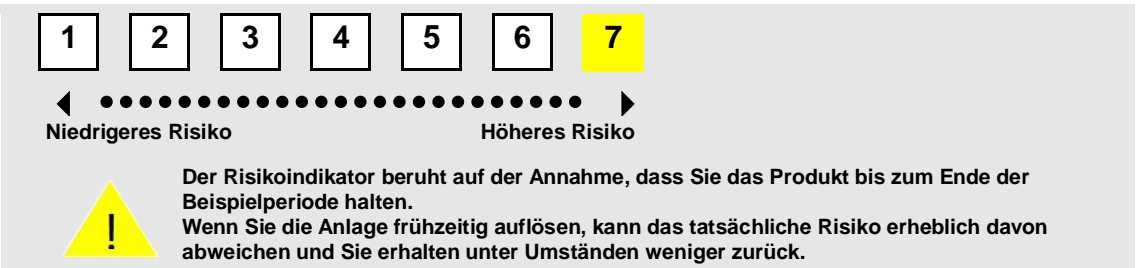 1 2 3 4 5 6 7
Niedrigeres Risiko Höheres Risiko
Der Risikoindikator beruht auf der Annahme, dass Sie das Produkt bis zum Ende der
Beispielperiode halten.
Wenn Sie die Anlage frühzeitig auflösen, kann das tatsächliche Risiko erheblich davon
abweichen und Sie erhalten unter Umständen weniger zurück.
!